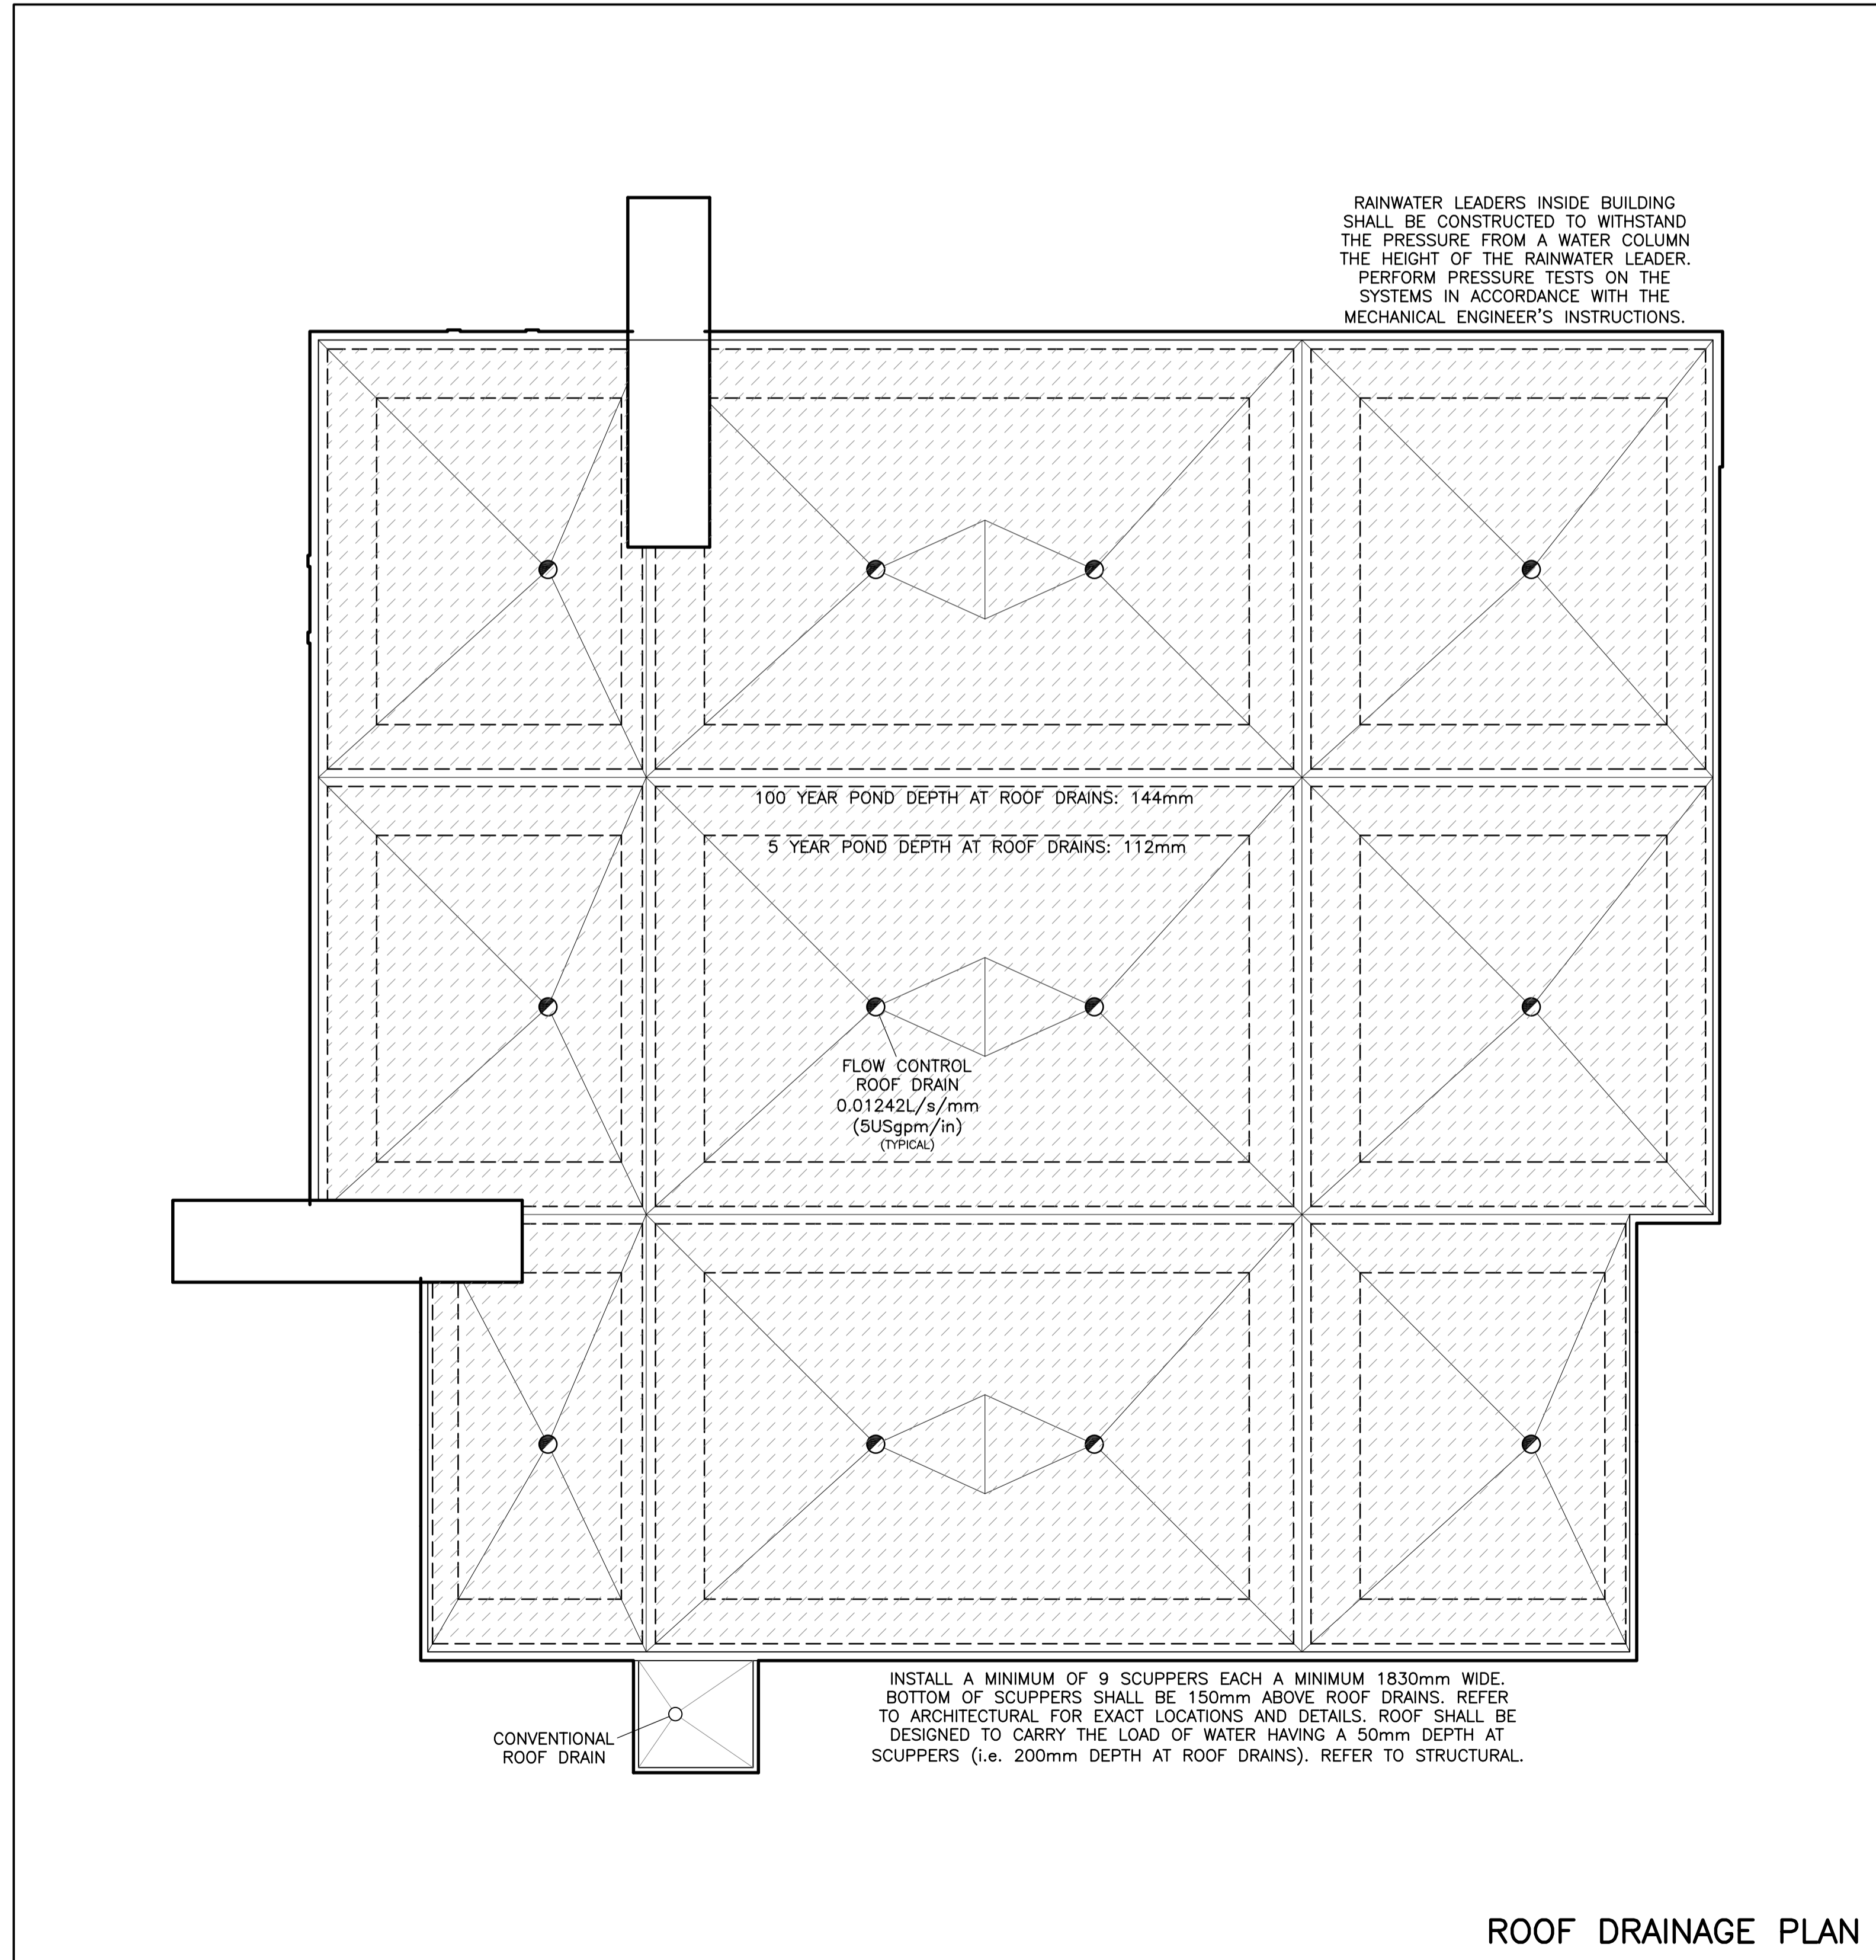 RAINWATER LEADERS INSIDE BUILDING
SHALL BE CONSTRUCTED TO WITHSTAND
THE PRESSURE FROM A WATER COLUMN
THE HEIGHT OF THE RAINWATER LEADER.
PERFORM PRESSURE TESTS ON THE
SYSTEMS IN ACCORDANCE WITH THE
MECHANICAL ENGINEER'S INSTRUCTIONS.
100 YEAR POND DEPTH AT ROOF DRAINS: 144mm
5 YEAR POND DEPTH AT ROOF DRAINS: 112mm
FLOW CONTROL
ROOF DRAIN
0.01242L/s/mm
(5USgpm/in)
(TYPICAL)
INSTALL A MINIMUM OF 9 SCUPPERS EACH A MINIMUM 1830mm WIDE.
BOTTOM OF SCUPPERS SHALL BE 150mm ABOVE ROOF DRAINS. REFER
TO ARCHITECTURAL FOR EXACT LOCATIONS AND DETAILS. ROOF SHALL BE
DESIGNED TO CARRY THE LOAD OF WATER HAVING A 50mm DEPTH AT
SCUPPERS (i.e. 200mm DEPTH AT ROOF DRAINS). REFER TO STRUCTURAL.
CONVENTIONAL
ROOF DRAIN
ROOF DRAINAGE PLAN